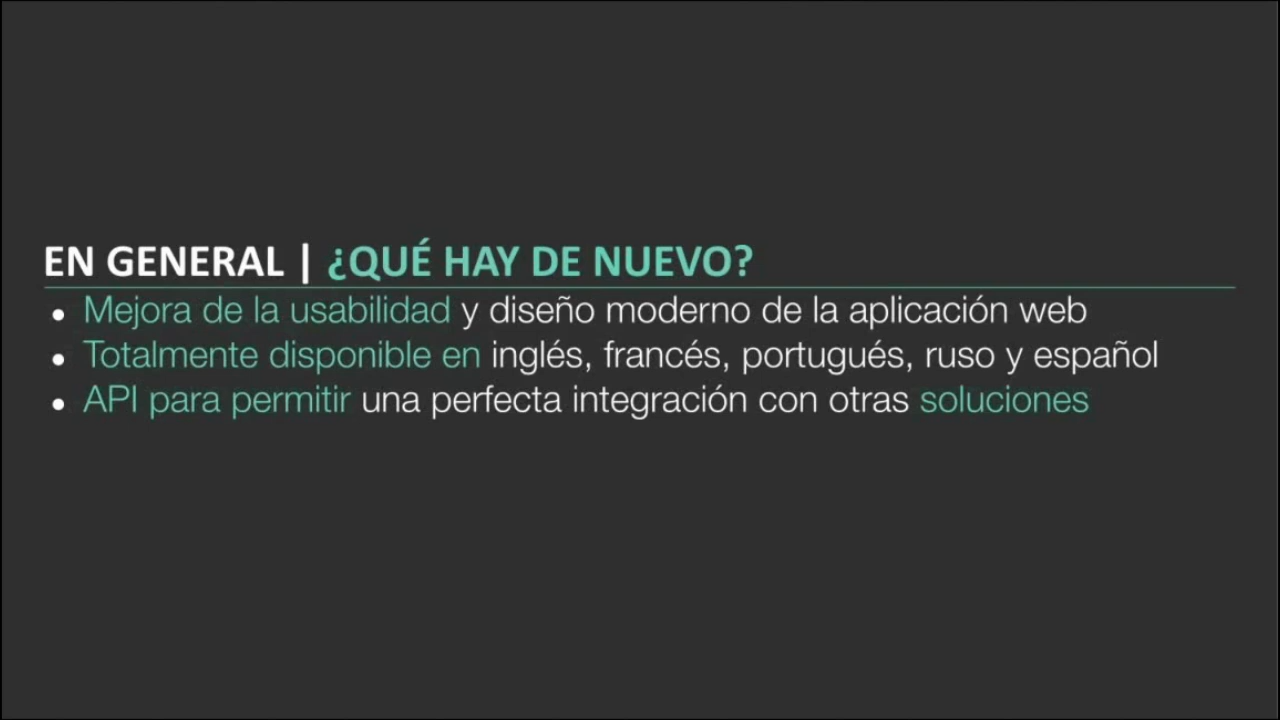 EN GENERAL | ¿QUÉ HAY DE NUEVO?
• Mejora de la usabilidad y diseño moderno de la aplicación web
• Totalmente disponible en inglés, francés, portugués, ruso y español
• API para permitir una perfecta integración con otras soluciones